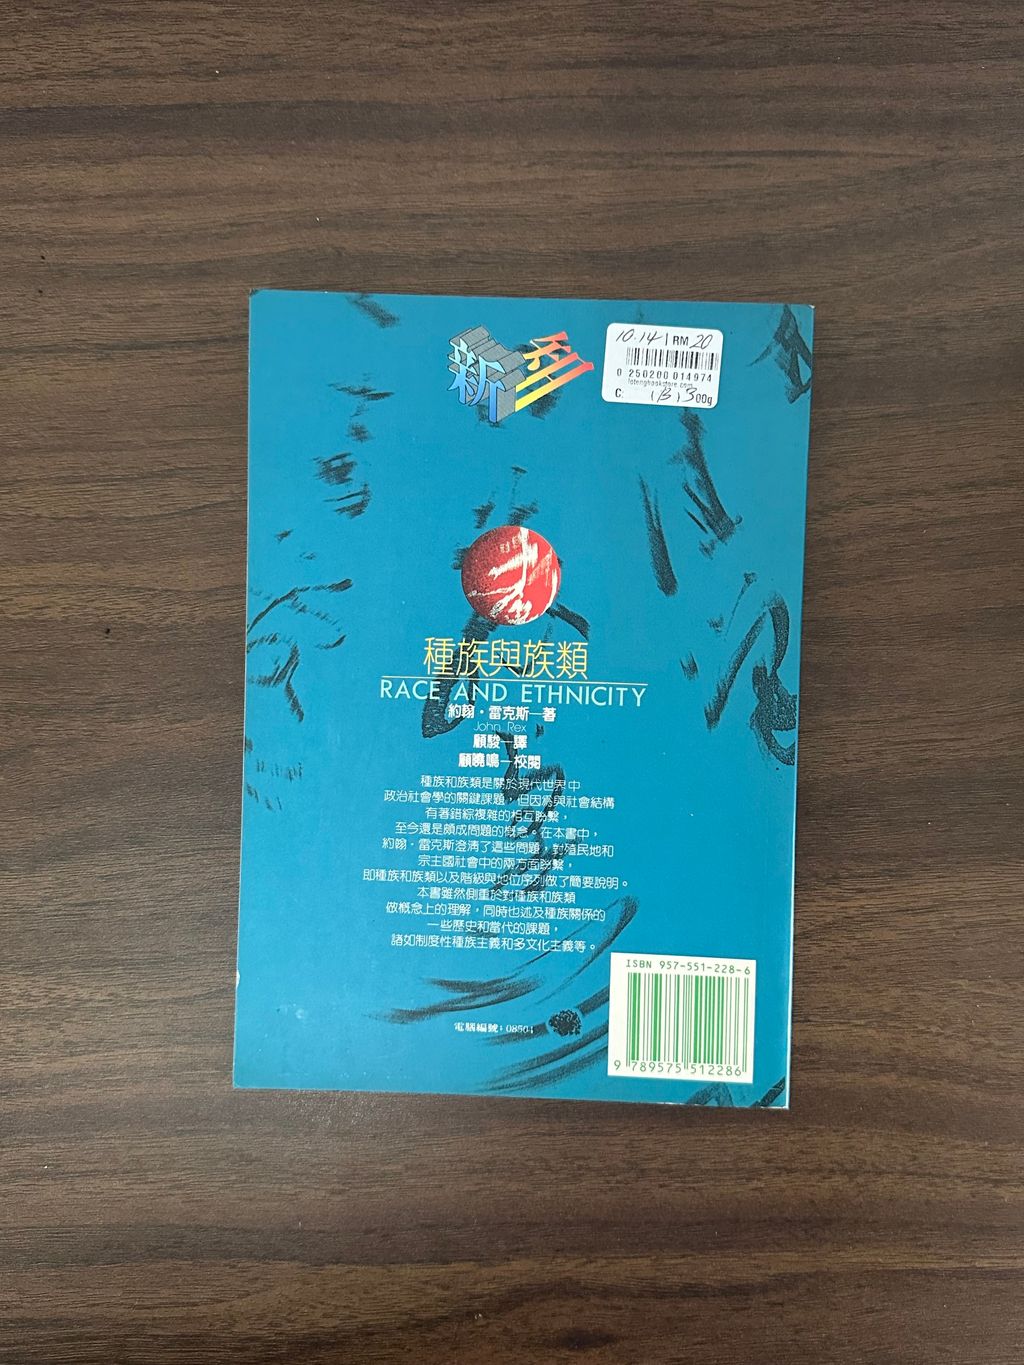 新知
10.14 | RM 20
0 250200 014974
lotenghookstore.com
C: (B) 300g
種族與族類
RACE AND ETHNICITY
約翰・雷克斯—著
John Rex
顧駿—譯
顧曉鳴—校閱
種族和族類是關於現代世界中
政治社會學的關鍵課題，但因為與社會結構
有著錯綜複雜的相互聯繫，
至今還是頗成問題的概念。在本書中，
約翰・雷克斯澄清了這些問題，對殖民地和
宗主國社會中的兩方面聯繫，
即種族和族類以及階級與地位序列做了簡要說明。
本書雖然側重於對種族和族類
做概念上的理解，同時也述及種族關係的
一些歷史和當代的課題，
諸如制度性種族主義和多文化主義等。
ISBN 957-551-228-6
電腦編號：08504
9 789575 512286